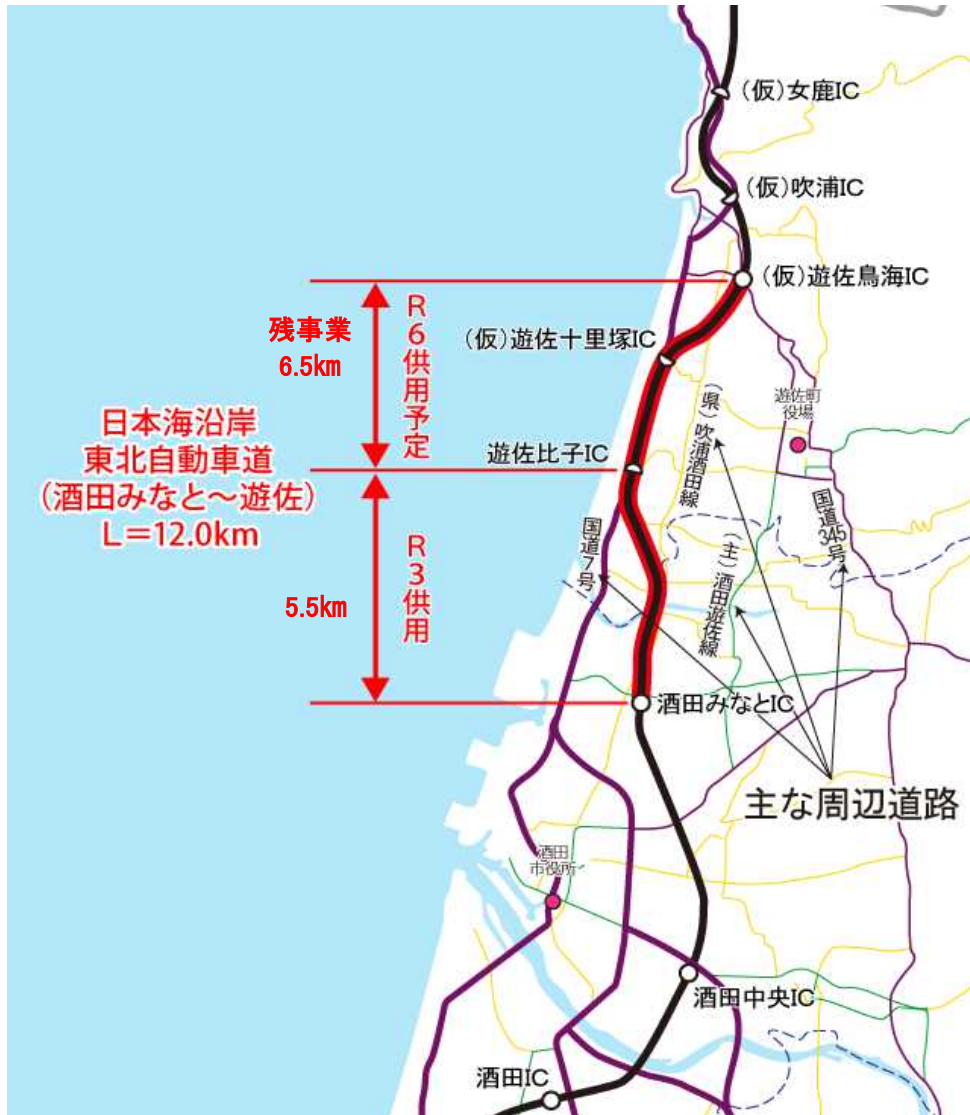 (仮)女鹿IC
(仮)吹浦IC
(仮)遊佐鳥海IC
残事業
6.5km
R6供用予定
(仮)遊佐十里塚IC
(県)吹浦酒田線
遊佐町
役場
日本海沿岸
東北自動車道
(酒田みなと～遊佐)
L=12.0km
遊佐比子IC
国道345号
国道7号
(主)酒田遊佐線
5.5km
R3供用
酒田みなとIC
主な周辺道路
酒田
市役所
酒田中央IC
酒田IC